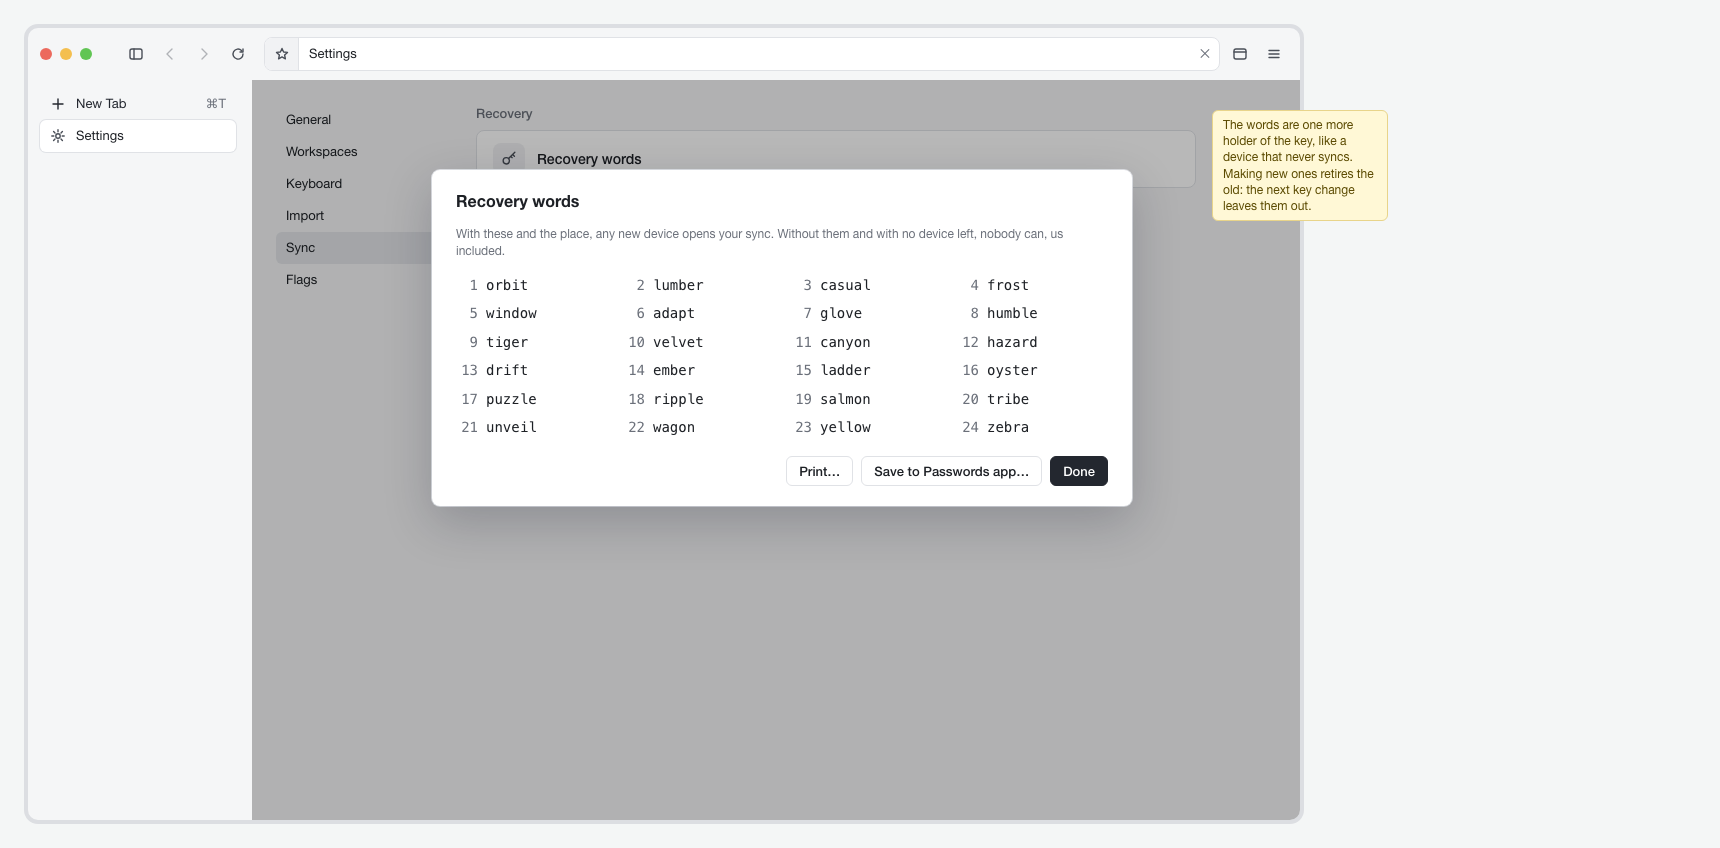 Settings
New Tab ⌘T
Settings
General
Workspaces
Keyboard
Import
Sync
Flags
Recovery
Recovery words
Recovery words
With these and the place, any new device opens your sync. Without them and with no device left, nobody can, us
included.
1 orbit 2 lumber 3 casual 4 frost
5 window 6 adapt 7 glove 8 humble
9 tiger 10 velvet 11 canyon 12 hazard
13 drift 14 ember 15 ladder 16 oyster
17 puzzle 18 ripple 19 salmon 20 tribe
21 unveil 22 wagon 23 yellow 24 zebra
Print… Save to Passwords app… Done
The words are one more
holder of the key, like a
device that never syncs.
Making new ones retires the
old: the next key change
leaves them out.